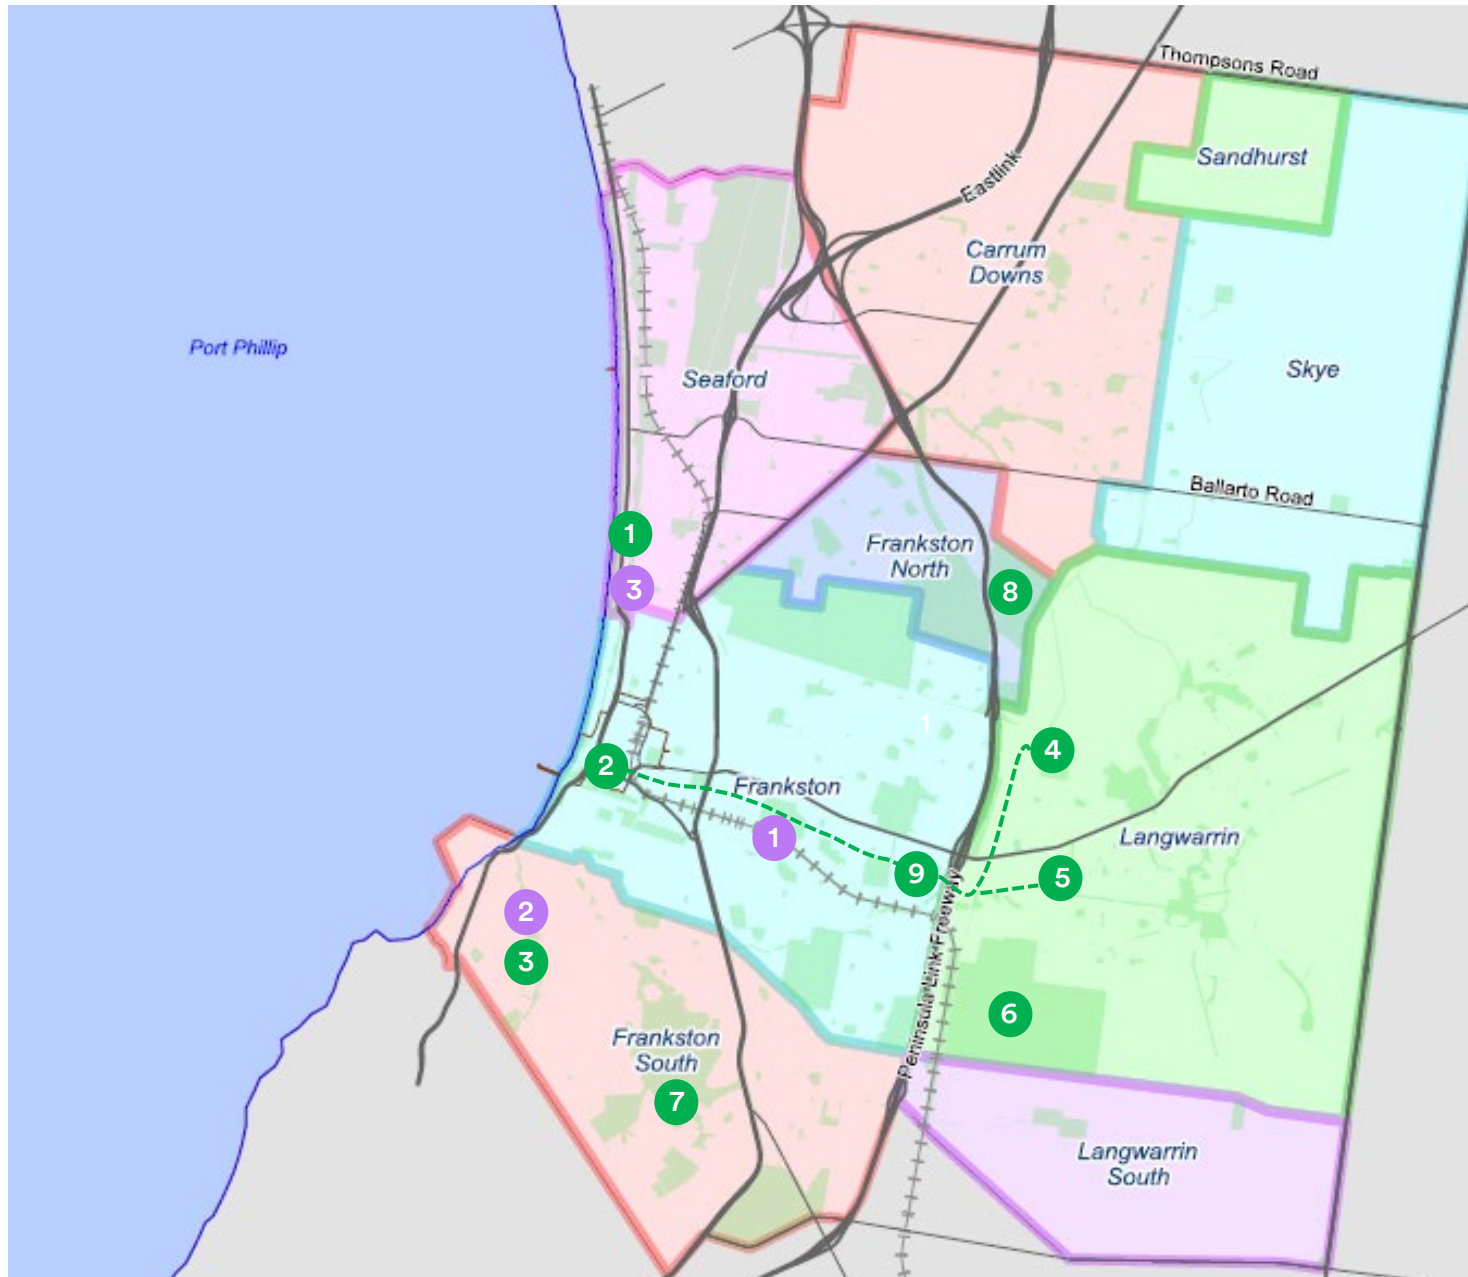 Thompsons Road
Sandhurst
Eastlink
Carrum
Downs
Port Phillip
Skye
Seaford
Ballarto Road
1
Frankston
North
3
8
1
4
2
Frankston
1
Langwarrin
9
5
2
3
Peninsula Link Freeway
6
Frankston
South
7
Langwarrin
South